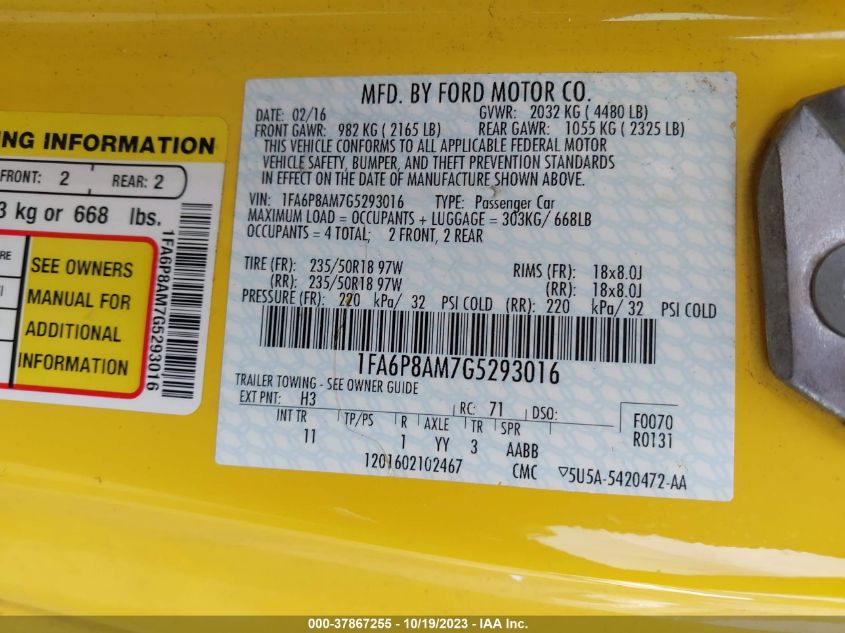 NG INFORMATION
FRONT: 2 REAR: 2
3 kg or 668 lbs.
SEE OWNERS
MANUAL FOR
ADDITIONAL
INFORMATION
1FA6P8AM7G5293016
MFD. BY FORD MOTOR CO.
DATE: 02/16 GVWR: 2032 KG ( 4480 LB)
FRONT GAWR: 982 KG ( 2165 LB) REAR GAWR: 1055 KG ( 2325LB)
THIS VEHICLE CONFORMS TO ALL APPLICABLE FEDERAL MOTOR
VEHICLE SAFETY, BUMPER, AND THEFT PREVENTION STANDARDS
IN EFFECT ON THE DATE OF MANUFACTURE SHOWN ABOVE.
VIN: 1FA6P8AM7G5293016 TYPE: Passenger Car
MAXIMUM LOAD = OCCUPANTS + LUGGAGE = 303KG/ 668LB
OCCUPANTS = 4 TOTAL; 2 FRONT, 2 REAR
TIRE (FR): 235/50R18 97W RIMS (FR): 18x8.0J
(RR): 235/50R18 97W (RR): 18x8.0J
PRESSURE (FR): 220 kPa/ 32 PSI COLD (RR): 220 kPa/ 32 PSI COLD
1FA6P8AM7G5293016
TRAILER TOWING - SEE OWNER GUIDE
EXT PNT: H3 RC: 71 DSO: F0070
INT TR TP/PS R AXLE TR SPR R0131
11 1 YY 3 AABB
1201602102467 CMC ▽5U5A-5420472-AA
000-37867255 - 10/19/2023 - IAA Inc.